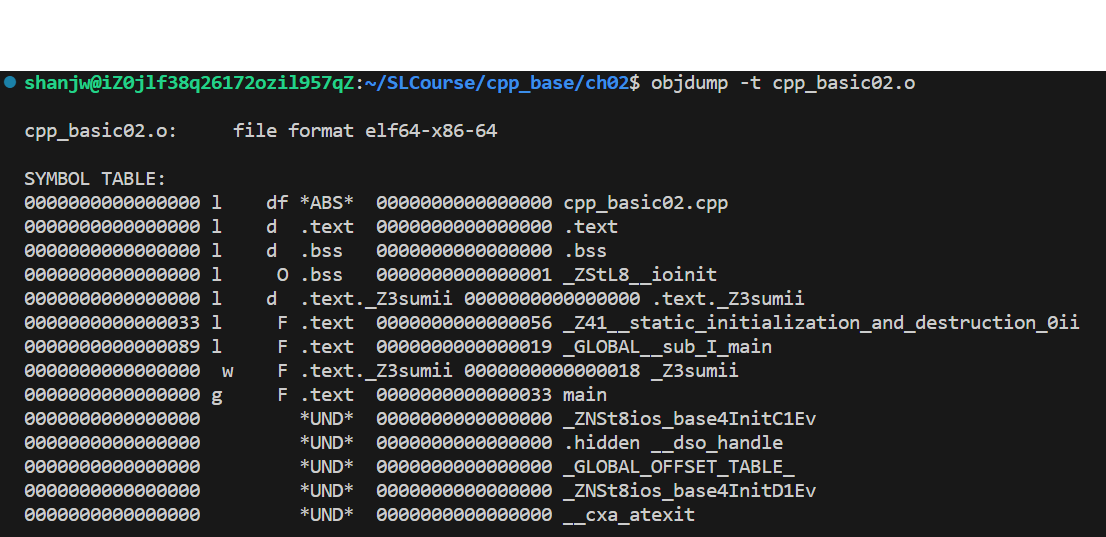 shanjw@iZ0jlf38q26172ozil957qZ:~/SLCourse/cpp_base/ch02$ objdump -t cpp_basic02.o
cpp_basic02.o:     file format elf64-x86-64
SYMBOL TABLE:
0000000000000000 l    df *ABS*  0000000000000000 cpp_basic02.cpp
0000000000000000 l    d  .text  0000000000000000 .text
0000000000000000 l    d  .bss   0000000000000000 .bss
0000000000000000 l     O .bss   0000000000000001 _ZStL8__ioinit
0000000000000000 l    d  .text._Z3sumii 0000000000000000 .text._Z3sumii
0000000000000033 l     F .text  0000000000000056 _Z41__static_initialization_and_destruction_0ii
0000000000000089 l     F .text  0000000000000019 _GLOBAL__sub_I_main
0000000000000000  w    F .text._Z3sumii 0000000000000018 _Z3sumii
0000000000000000 g     F .text  0000000000000033 main
0000000000000000         *UND*  0000000000000000 _ZNSt8ios_base4InitC1Ev
0000000000000000         *UND*  0000000000000000 .hidden __dso_handle
0000000000000000         *UND*  0000000000000000 _GLOBAL_OFFSET_TABLE_
0000000000000000         *UND*  0000000000000000 _ZNSt8ios_base4InitD1Ev
0000000000000000         *UND*  0000000000000000 __cxa_atexit